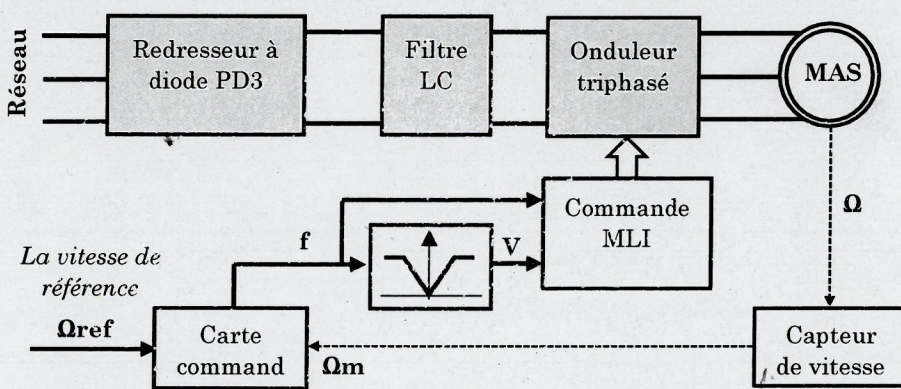 Réseau
Redresseur à
diode PD3
Filtre
LC
Onduleur
triphasé
MAS
Commande
MLI
Ω
f
V
La vitesse de
référence
Ωref
Carte
command
Ωm
Capteur
de vitesse